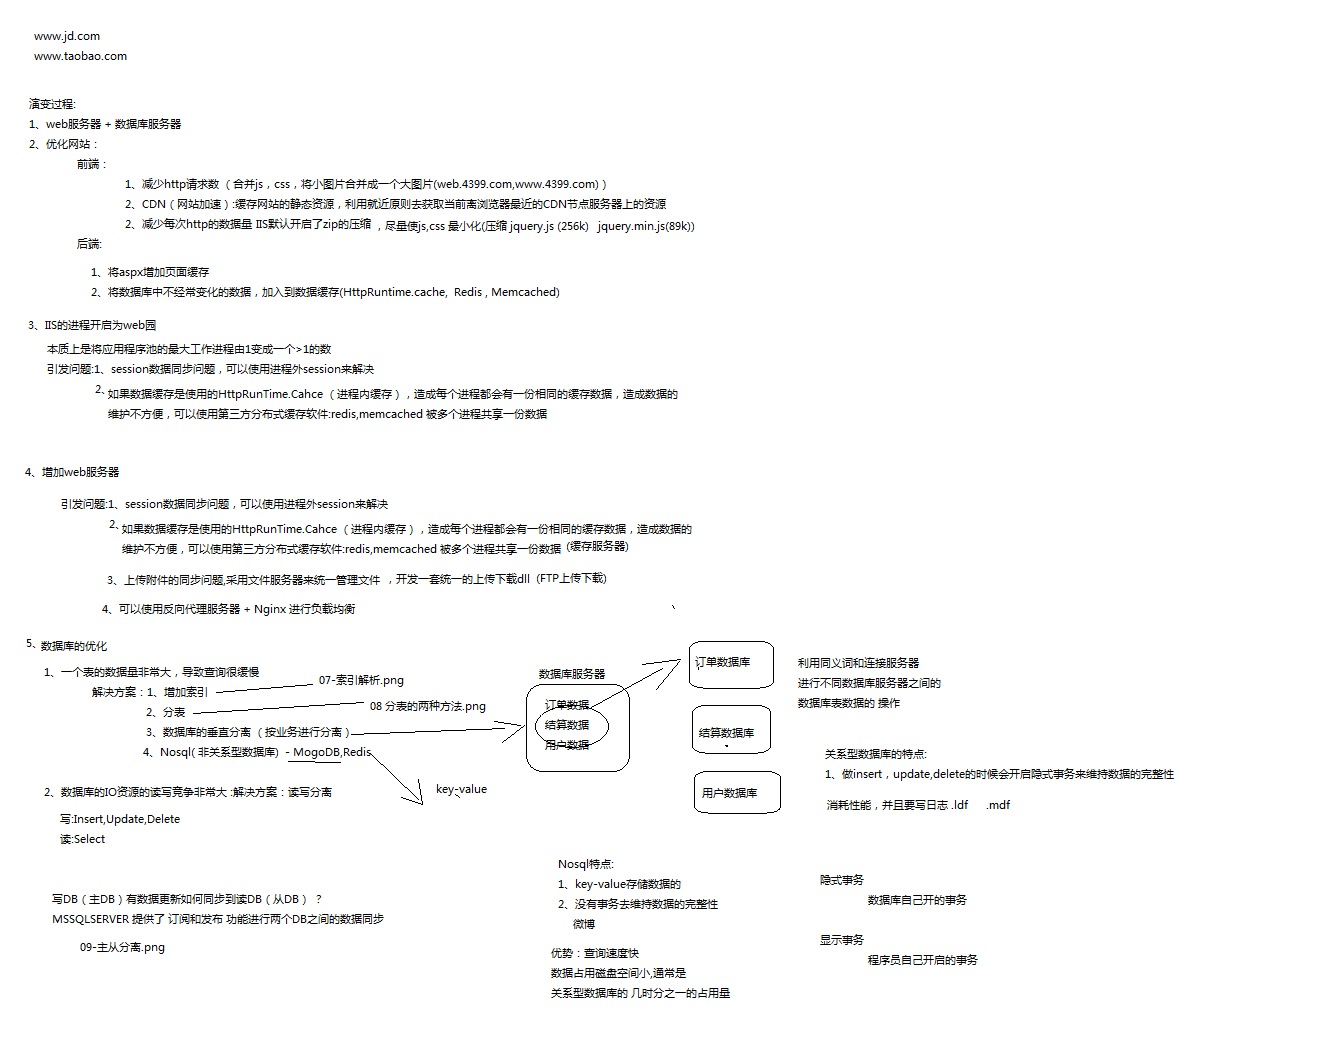 www.jd.com
www.taobao.com
演变过程:
1、web服务器 + 数据库服务器
2、优化网站：
前端：
1、减少http请求数 （合并js，css，将小图片合并成一个大图片(web.4399.com,www.4399.com)）
2、CDN（网站加速）:缓存网站的静态资源，利用就近原则去获取当前离浏览器最近的CDN节点服务器上的资源
2、减少每次http的数据量 IIS默认开启了zip的压缩 ，尽量使js,css 最小化(压缩 jquery.js (256k)   jquery.min.js(89k))
后端:
1、将aspx增加页面缓存
2、将数据库中不经常变化的数据，加入到数据缓存(HttpRuntime.cache,  Redis , Memcached)
3、IIS的进程开启为web园
本质上是将应用程序池的最大工作进程由1变成一个>1的数
引发问题:1、session数据同步问题，可以使用进程外session来解决
2、如果数据缓存是使用的HttpRunTime.Cahce （进程内缓存），造成每个进程都会有一份相同的缓存数据，造成数据的
维护不方便，可以使用第三方分布式缓存软件:redis,memcached 被多个进程共享一份数据
4、增加web服务器
引发问题:1、session数据同步问题，可以使用进程外session来解决
2、如果数据缓存是使用的HttpRunTime.Cahce （进程内缓存），造成每个进程都会有一份相同的缓存数据，造成数据的
维护不方便，可以使用第三方分布式缓存软件:redis,memcached 被多个进程共享一份数据 (缓存服务器)
3、上传附件的同步问题,采用文件服务器来统一管理文件 ，开发一套统一的上传下载dll  (FTP上传下载)
4、可以使用反向代理服务器 + Nginx 进行负载均衡
5、数据库的优化
1、一个表的数据量非常大，导致查询很缓慢
解决方案：1、增加索引
07-索引解析.png
2、分表
08 分表的两种方法.png
3、数据库的垂直分离 （按业务进行分离）
4、Nosql( 非关系型数据库)  - MogoDB,Redis
key-value
2、数据库的IO资源的读写竞争非常大 :解决方案：读写分离
写:Insert,Update,Delete
读:Select
写DB（主DB）有数据更新如何同步到读DB（从DB） ？
MSSQLSERVER 提供了 订阅和发布 功能进行两个DB之间的数据同步
09-主从分离.png
数据库服务器
订单数据
结算数据
用户数据
订单数据库
结算数据库
用户数据库
利用同义词和连接服务器
进行不同数据库服务器之间的
数据库表数据的 操作
关系型数据库的特点:
1、做insert，update,delete的时候会开启隐式事务来维持数据的完整性
消耗性能，并且要写日志 .ldf      .mdf
Nosql特点:
1、key-value存储数据的
2、没有事务去维持数据的完整性
微博
优势：查询速度快
数据占用磁盘空间小,通常是
关系型数据库的 几时分之一的占用量
隐式事务
数据库自己开的事务
显示事务
程序员自己开启的事务